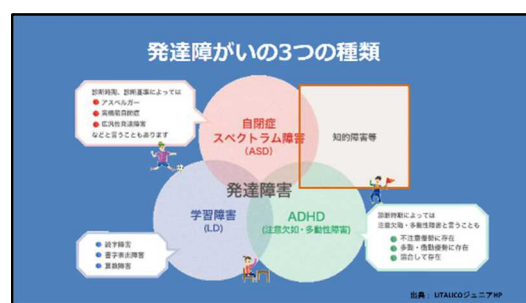 発達障がいの3つの種類
診断時期、診断基準によっては
アスペルガー
高機能自閉症
広汎性発達障害
などと言うこともあります
自閉症
スペクトラム障害
(ASD)
知的障害等
発達障害
学習障害
(LD)
ADHD
(注意欠如・多動性障害)
読字障害
書字表出障害
算数障害
診断時期によっては
注意欠陥・多動性障害と言うことも
不注意優勢に存在
多動・衝動優勢に存在
混合して存在
出典： LITALICOジュニアHP